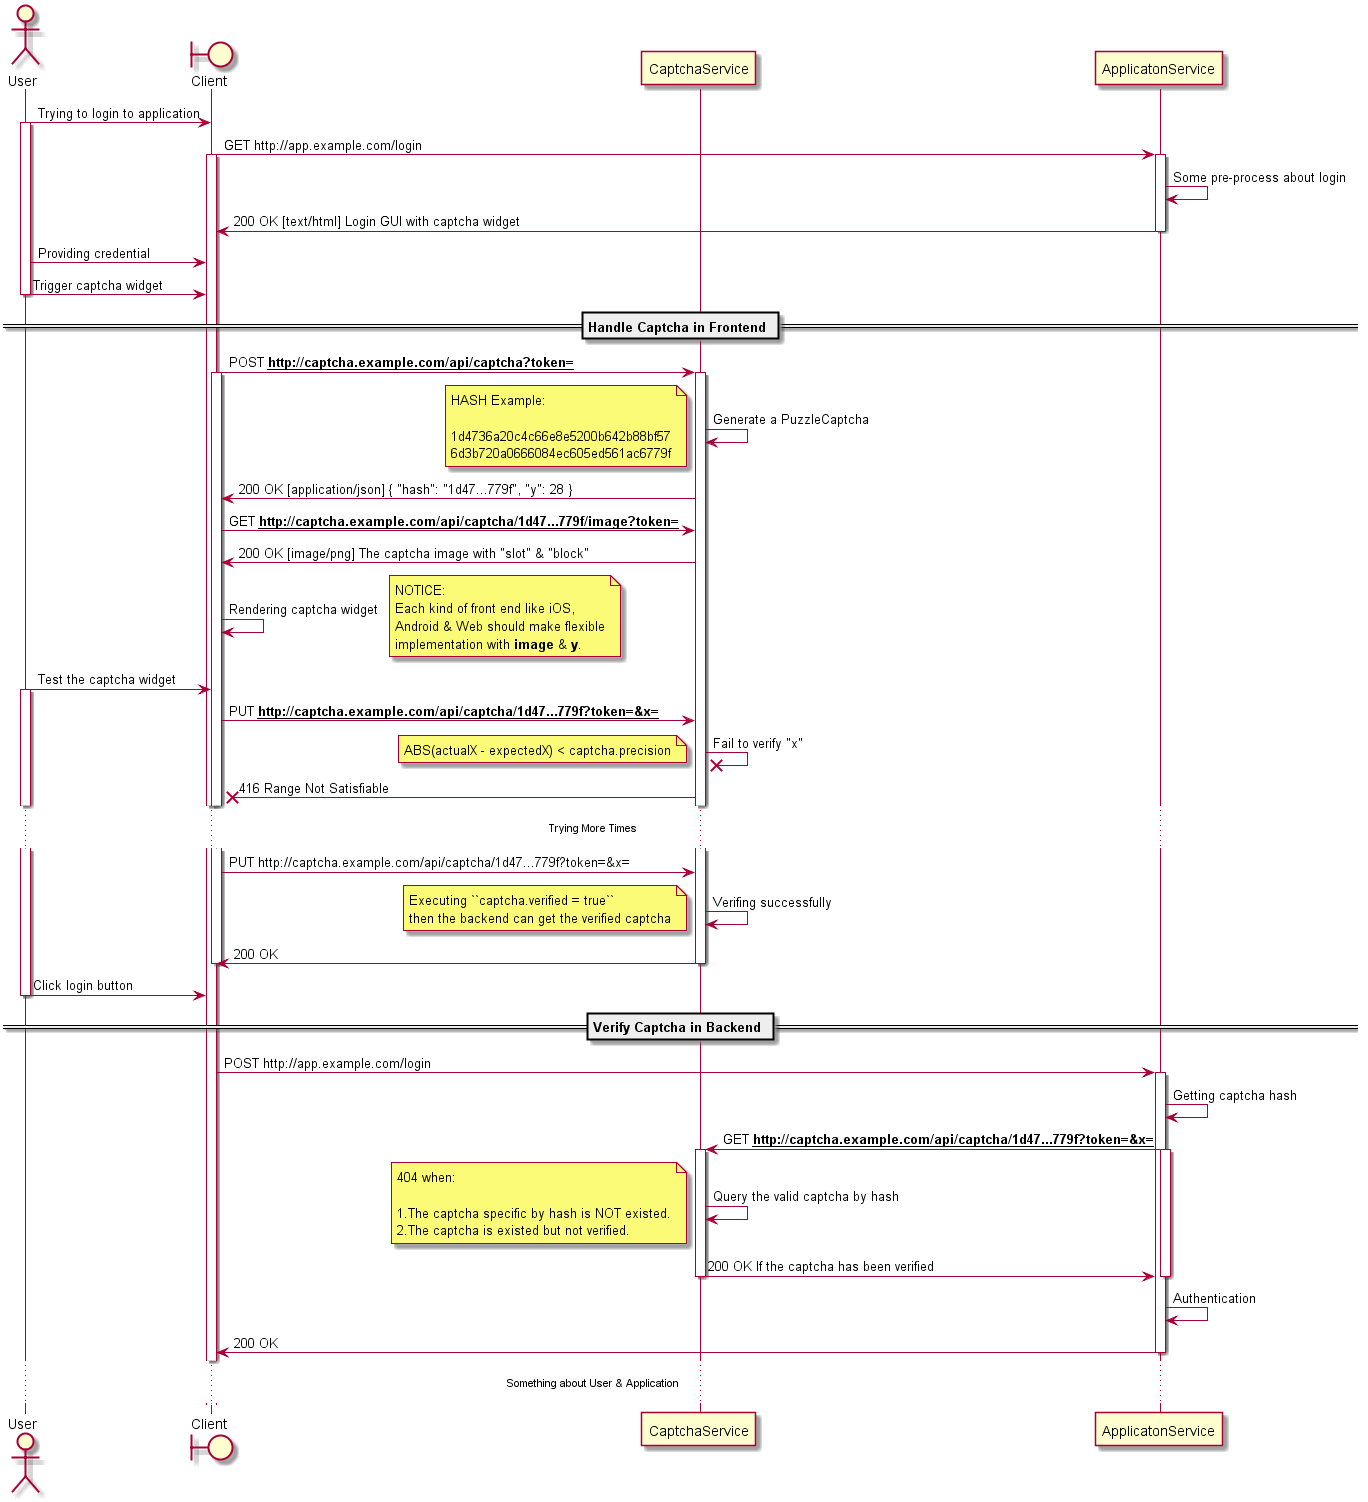 User
Client
CaptchaService
ApplicatonService
Trying to login to application
GET http://app.example.com/login
Some pre-process about login
200 OK [text/html] Login GUI with captcha widget
Providing credential
Trigger captcha widget
Handle Captcha in Frontend
POST http://captcha.example.com/api/captcha?token=
HASH Example:
1d4736a20c4c66e8e5200b642b88bf57
6d3b720a0666084ec605ed561ac6779f
Generate a PuzzleCaptcha
200 OK [application/json] { "hash": "1d47...779f", "y": 28 }
GET http://captcha.example.com/api/captcha/1d47...779f/image?token=
200 OK [image/png] The captcha image with "slot" & "block"
Rendering captcha widget
NOTICE:
Each kind of front end like iOS,
Android & Web should make flexible
implementation with image & y.
Test the captcha widget
PUT http://captcha.example.com/api/captcha/1d47...779f?token=&x=
Fail to verify "x"
ABS(actualX - expectedX) < captcha.precision
416 Range Not Satisfiable
Trying More Times
PUT http://captcha.example.com/api/captcha/1d47...779f?token=&x=
Executing ``captcha.verified = true``
then the backend can get the verified captcha
Verifing successfully
200 OK
Click login button
Verify Captcha in Backend
POST http://app.example.com/login
Getting captcha hash
GET http://captcha.example.com/api/captcha/1d47...779f?token=&x=
404 when:
1.The captcha specific by hash is NOT existed.
2.The captcha is existed but not verified.
Query the valid captcha by hash
200 OK If the captcha has been verified
Authentication
200 OK
Something about User & Application
User
Client
CaptchaService
ApplicatonService